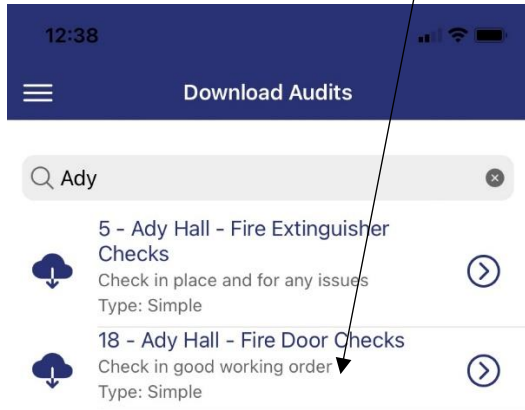 12:38
Download Audits
Ady
5 - Ady Hall - Fire Extinguisher
Checks
Check in place and for any issues
Type: Simple
18 - Ady Hall - Fire Door Checks
Check in good working order
Type: Simple